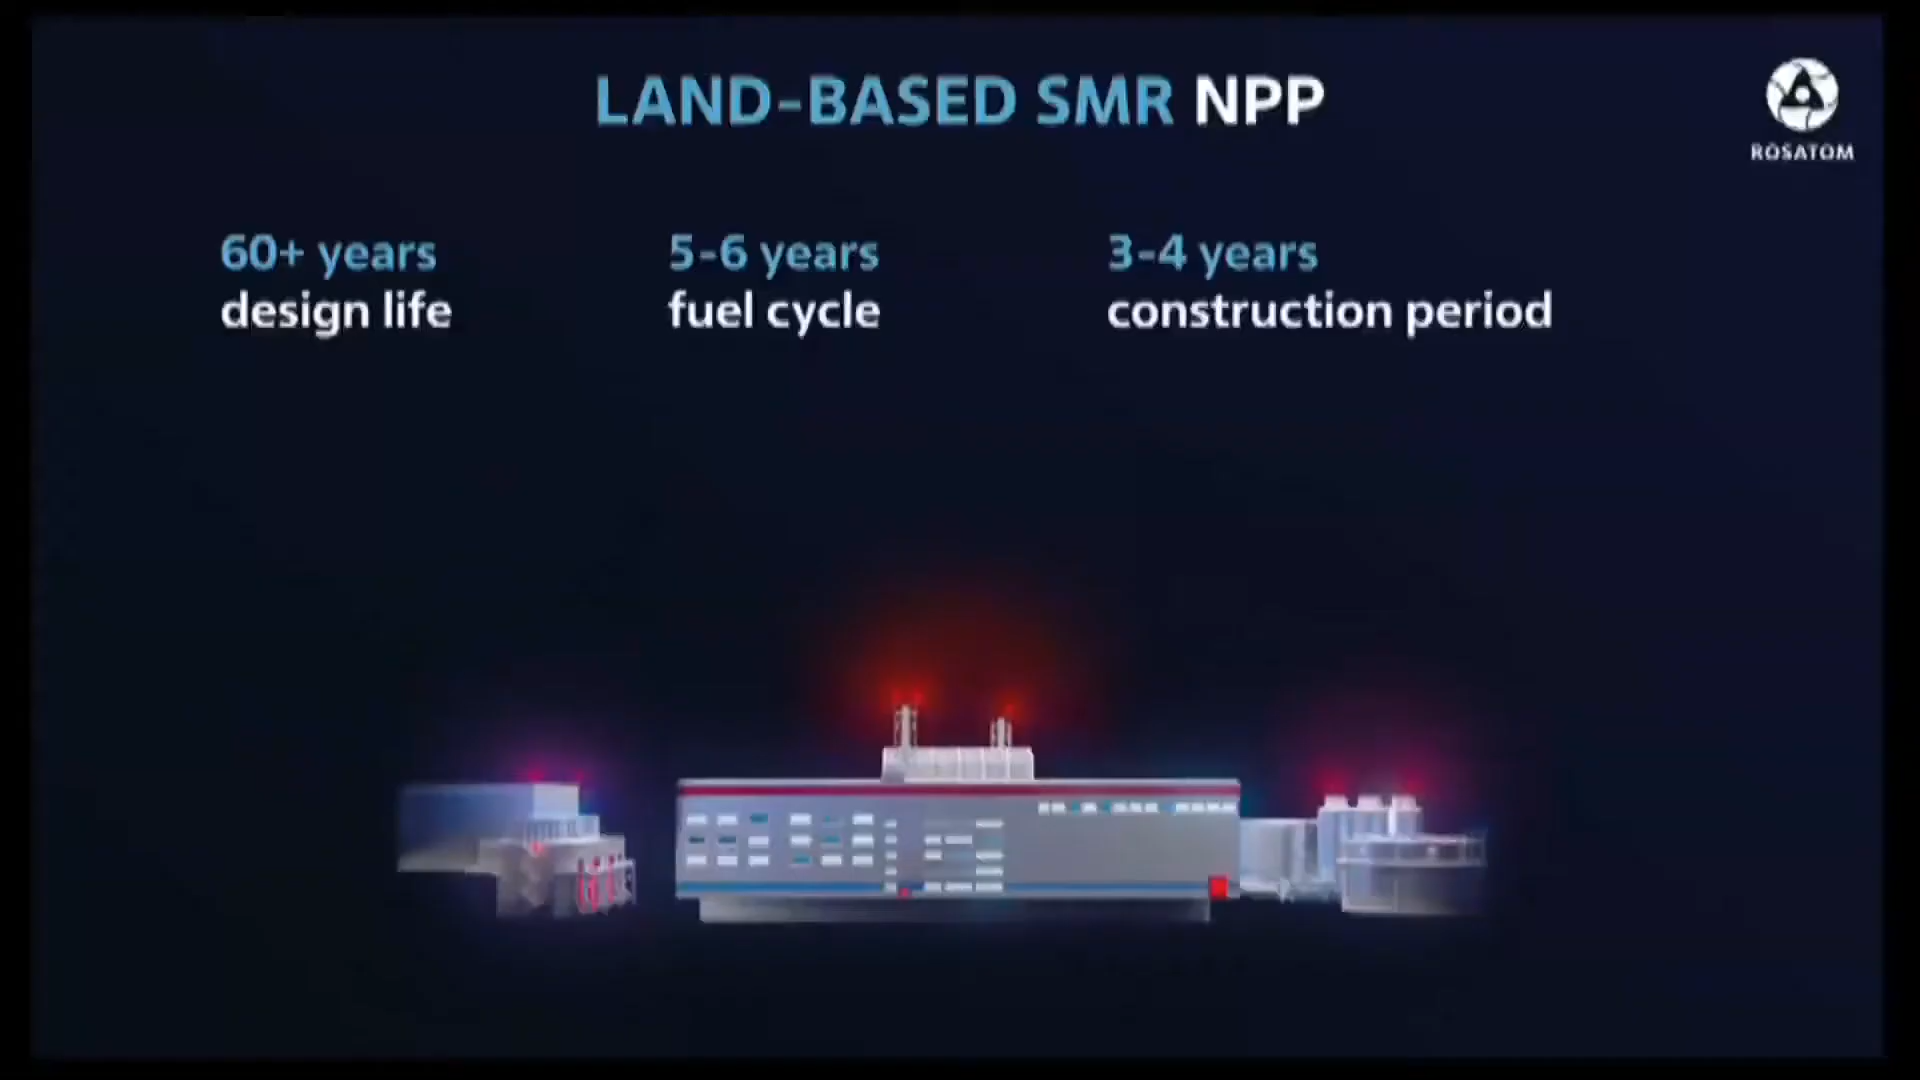 LAND-BASED SMR NPP
ROSATOM
60+ years
design life
5-6 years
fuel cycle
3-4 years
construction period